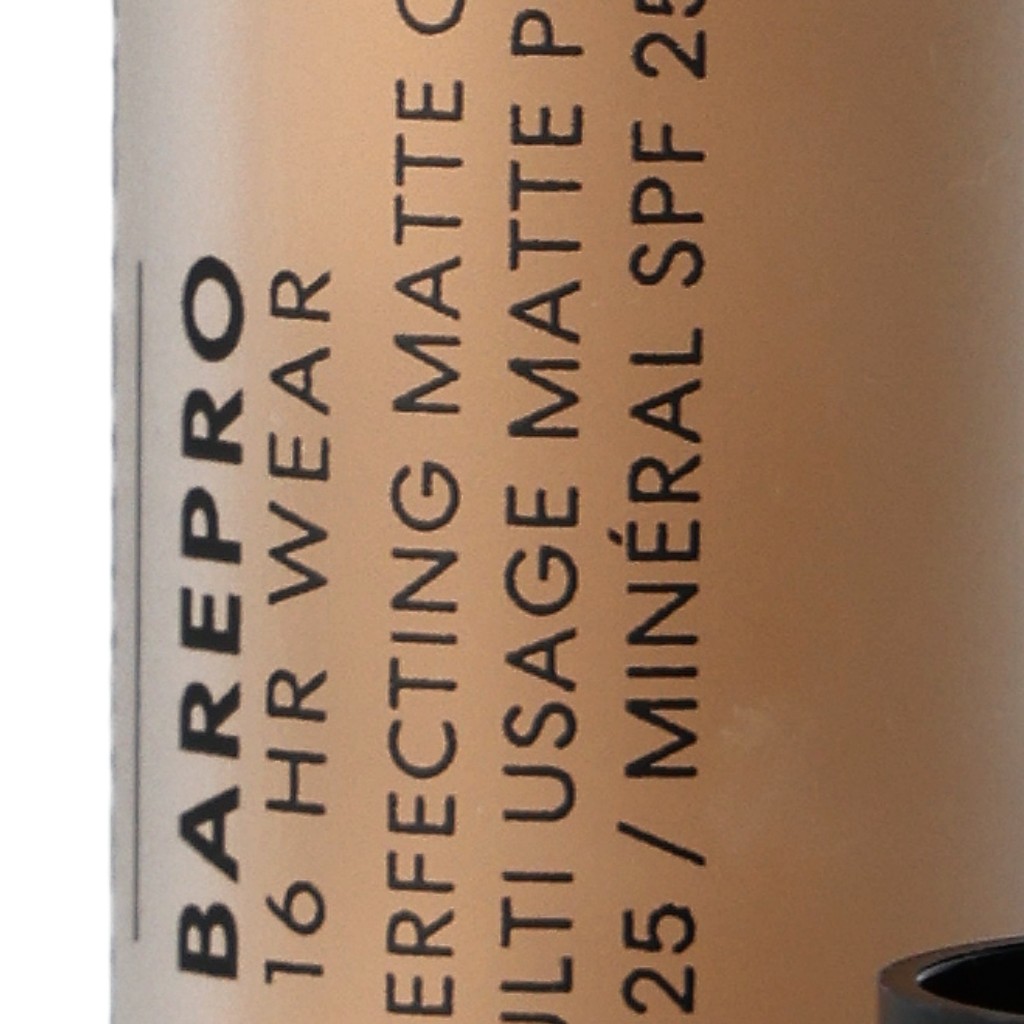 BAREPRO
16 HR WEAR
ERFECTING MATTE C
ULTI USAGE MATTE P
25 / MINÉRAL SPF 25